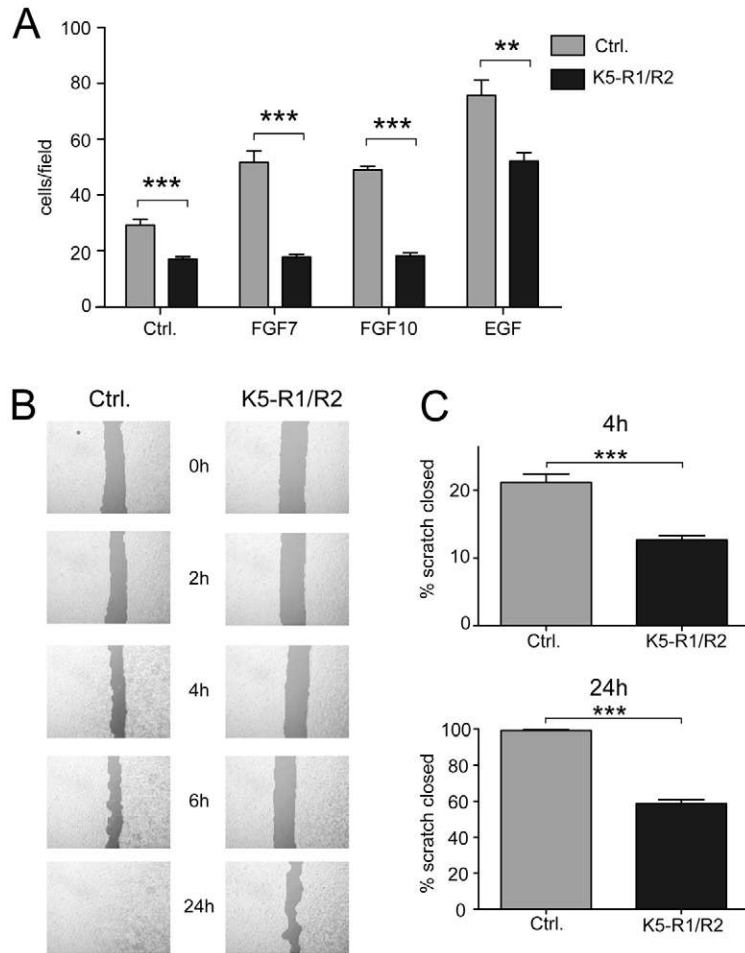 A
100
80
60
40
20
0
cells/field
***
***
***
**
Ctrl.
K5-R1/R2
Ctrl.
FGF7
FGF10
EGF
B
Ctrl.
K5-R1/R2
0h
2h
4h
6h
24h
C
4h
***
20
10
0
% scratch closed
Ctrl.
K5-R1/R2
24h
***
100
80
60
40
20
0
% scratch closed
Ctrl.
K5-R1/R2